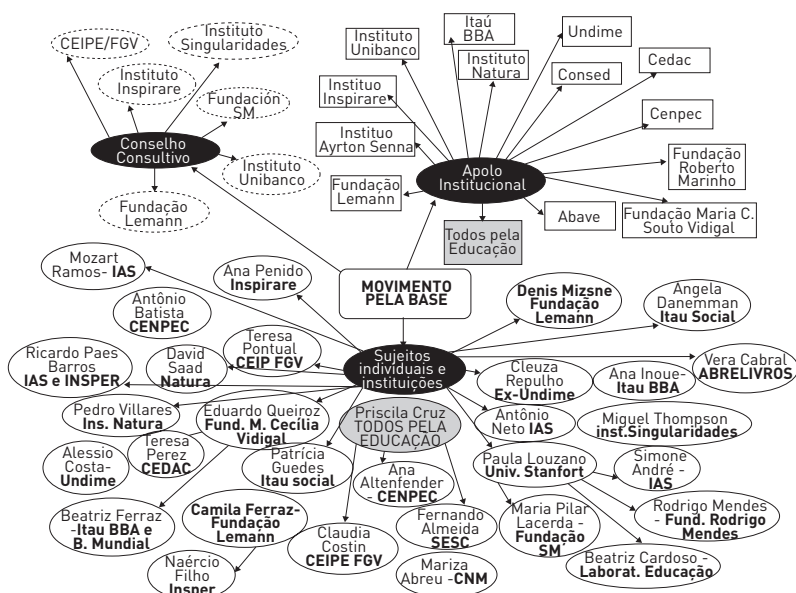 CEIPE/FGV
Instituto
Singularidades
Instituto
Inspirare
Fundación
SM
Conselho
Consultivo
Instituto
Unibanco
Fundação
Lemann
Instituto
Unibanco
Itaú
BBA
Undime
Instituto
Natura
Consed
Cedac
Instituo
Inspirare
Cenpec
Instituo
Ayrton Senna
Apolo
Institucional
Fundação
Roberto
Marinho
Fundação
Lemann
Abave
Fundação Maria C.
Souto Vidigal
Todos pela
Educação
MOVIMENTO
PELA BASE
Mozart
Ramos- IAS
Ana Penido
Inspirare
Denis Mizsne
Fundação
Lemann
Angela
Danemman
Itau Social
Antônio
Batista
CENPEC
Teresa
Pontual
CEIP FGV
Sujeitos
individuais e
instituições
Ricardo Paes
Barros
IAS e INSPER
David
Saad
Natura
Cleuza
Repulho
Ex-Undime
Ana Inoue-
Itau BBA
Vera Cabral
ABRELIVROS
Pedro Villares
Ins. Natura
Eduardo Queiroz
Fund. M. Cecília
Vidigal
Priscila Cruz
TODOS PELA
EDUCAÇÃO
Antônio
Neto IAS
Miguel Thompson
inst.Singularidades
Alessio
Costa-
Undime
Teresa
Perez
CEDAC
Patrícia
Guedes
Itau social
Ana
Altenfender
- CENPEC
Paula Louzano
Univ. Stanfort
Simone
André -
IAS
Beatriz Ferraz
-Itau BBA e
B. Mundial
Camila Ferraz-
Fundação
Lemann
Claudia
Costin
CEIPE FGV
Fernando
Almeida
SESC
Maria Pilar
Lacerda -
Fundação
SM
Rodrigo Mendes
- Fund. Rodrigo
Mendes
Naércio
Filho
Insper
Mariza
Abreu -CNM
Beatriz Cardoso -
Laborat. Educação